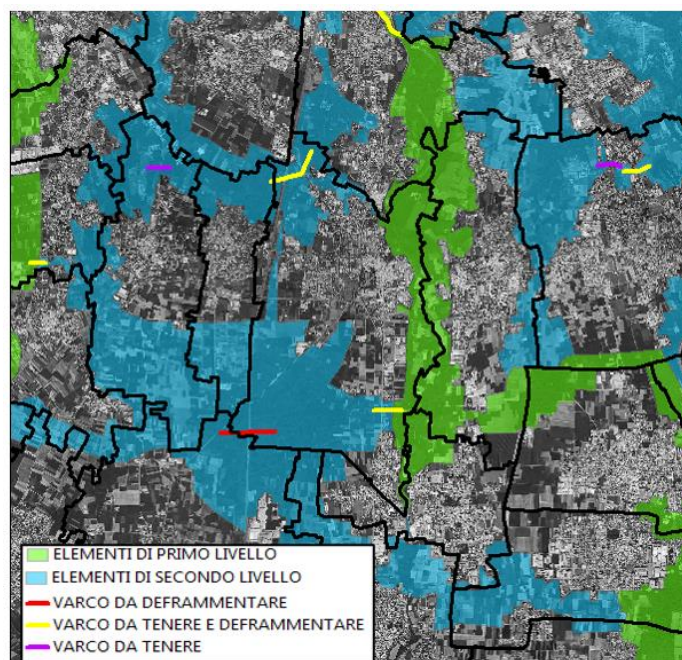 ELEMENTI DI PRIMO LIVELLO
ELEMENTI DI SECONDO LIVELLO
VARCO DA DEFRAMMENTARE
VARCO DA TENERE E DEFRAMMENTARE
VARCO DA TENERE